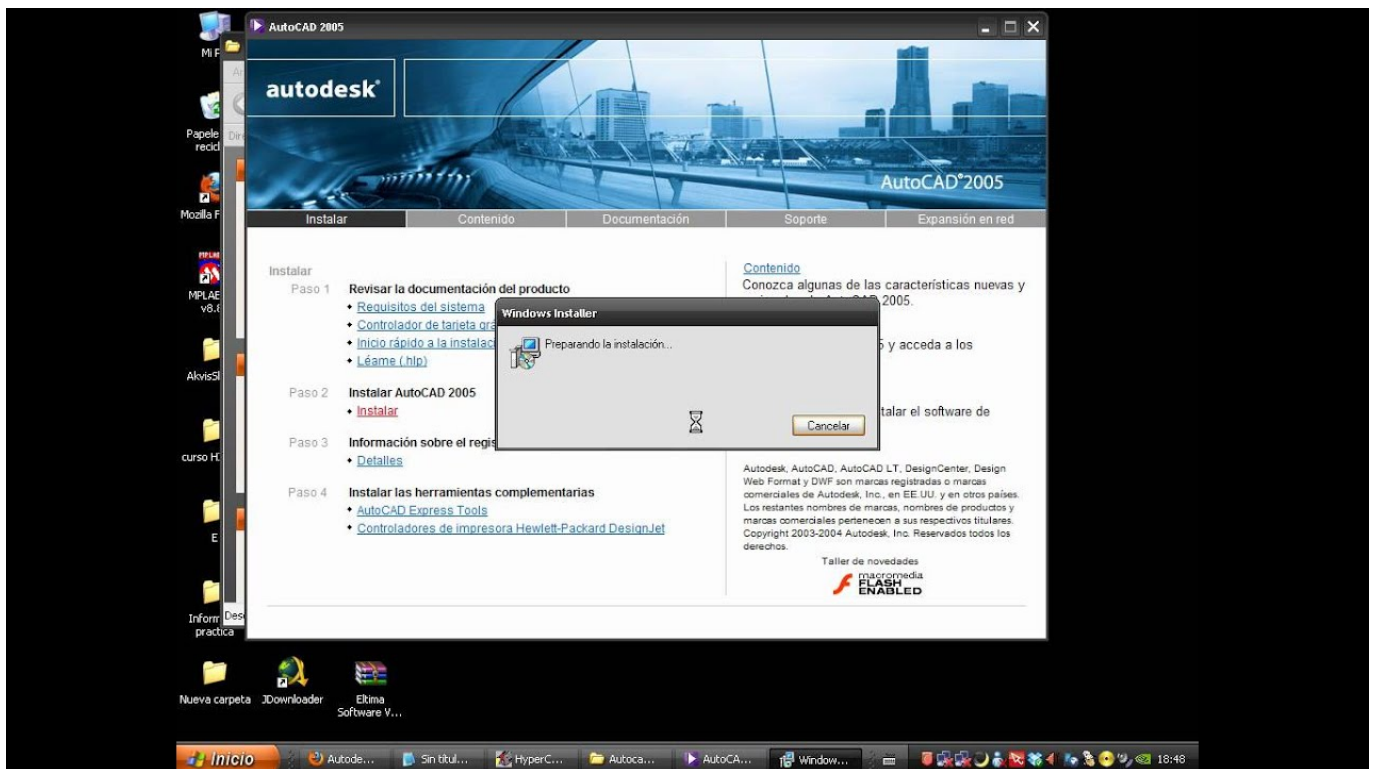 AutoCAD 2005
autodesk®
AutoCAD®2005
Instalar
Contenido
Documentación
Soporte
Expansión en red
Instalar
Paso 1
Revisar la documentación del producto
Requisitos del sistema
Controlador de tarjeta
Inicio rápido a la
Léame (.hlp)
Paso 2
Instalar AutoCAD 2005
Instalar
Paso 3
Información sobre el
Detalles
Paso 4
Instalar las herramientas complementarias
AutoCAD Express Tools
Controladores de impresora Hewlett-Packard DesignJet
Contenido
Conozca algunas de las características nuevas y
2005.
y acceda a los
el software de
Autodesk, AutoCAD, AutoCAD LT, DesignCenter, Design
Web Format y DWF son marcas registradas o marcas
comerciales de Autodesk, Inc., en EE.UU. y en otros países.
Los restantes nombres de marcas, nombres de productos y
marcas comerciales pertenecen a sus respectivos titulares.
Copyright 2003-2004 Autodesk, Inc. Reservados todos los
derechos.
Taller de novedades
macromedia
FLASH
ENABLED
Windows Installer
Preparando la instalación...
Cancelar
Mi
Mozilla
v8.
curso
practica
Nueva carpeta
JDownloader
Eltima
Software V...
Inicio
Autode...
Sin títul...
HyperC...
Autoca...
AutoCA...
Window...
18:48